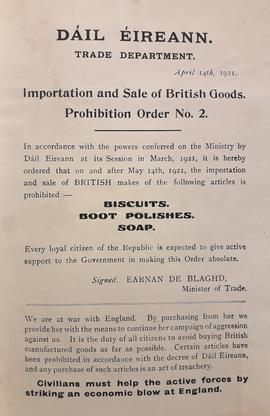 DÁIL ÉIREANN.
TRADE DEPARTMENT.
April 14th, 1921.
Importation and Sale of British Goods.
Prohibition Order No. 2.
In accordance with the powers conferred on the Ministry by
Dáil Eireann at its Session in March, 1921, it is hereby
ordered that on and after May 14th, 1921, the importation
and sale of BRITISH makes of the following articles is
prohibited :—
BISCUITS.
BOOT POLISHES.
SOAP.
Every loyal citizen of the Republic is expected to give active
support to the Government in making this Order absolute.
Signed, EARNAN DE BLAGHD,
Minister of Trade.
We are at war with England. By purchasing from her we
provide her with the means to continue her campaign of aggression
against us. It is the duty of all citizens to avoid buying British
manufactured goods as far as possible. Certain articles have
been prohibited in accordance with the decree of Dáil Eireann,
and any purchase of such articles is an act of treachery.
Civilians must help the active forces by
striking an economic blow at England.